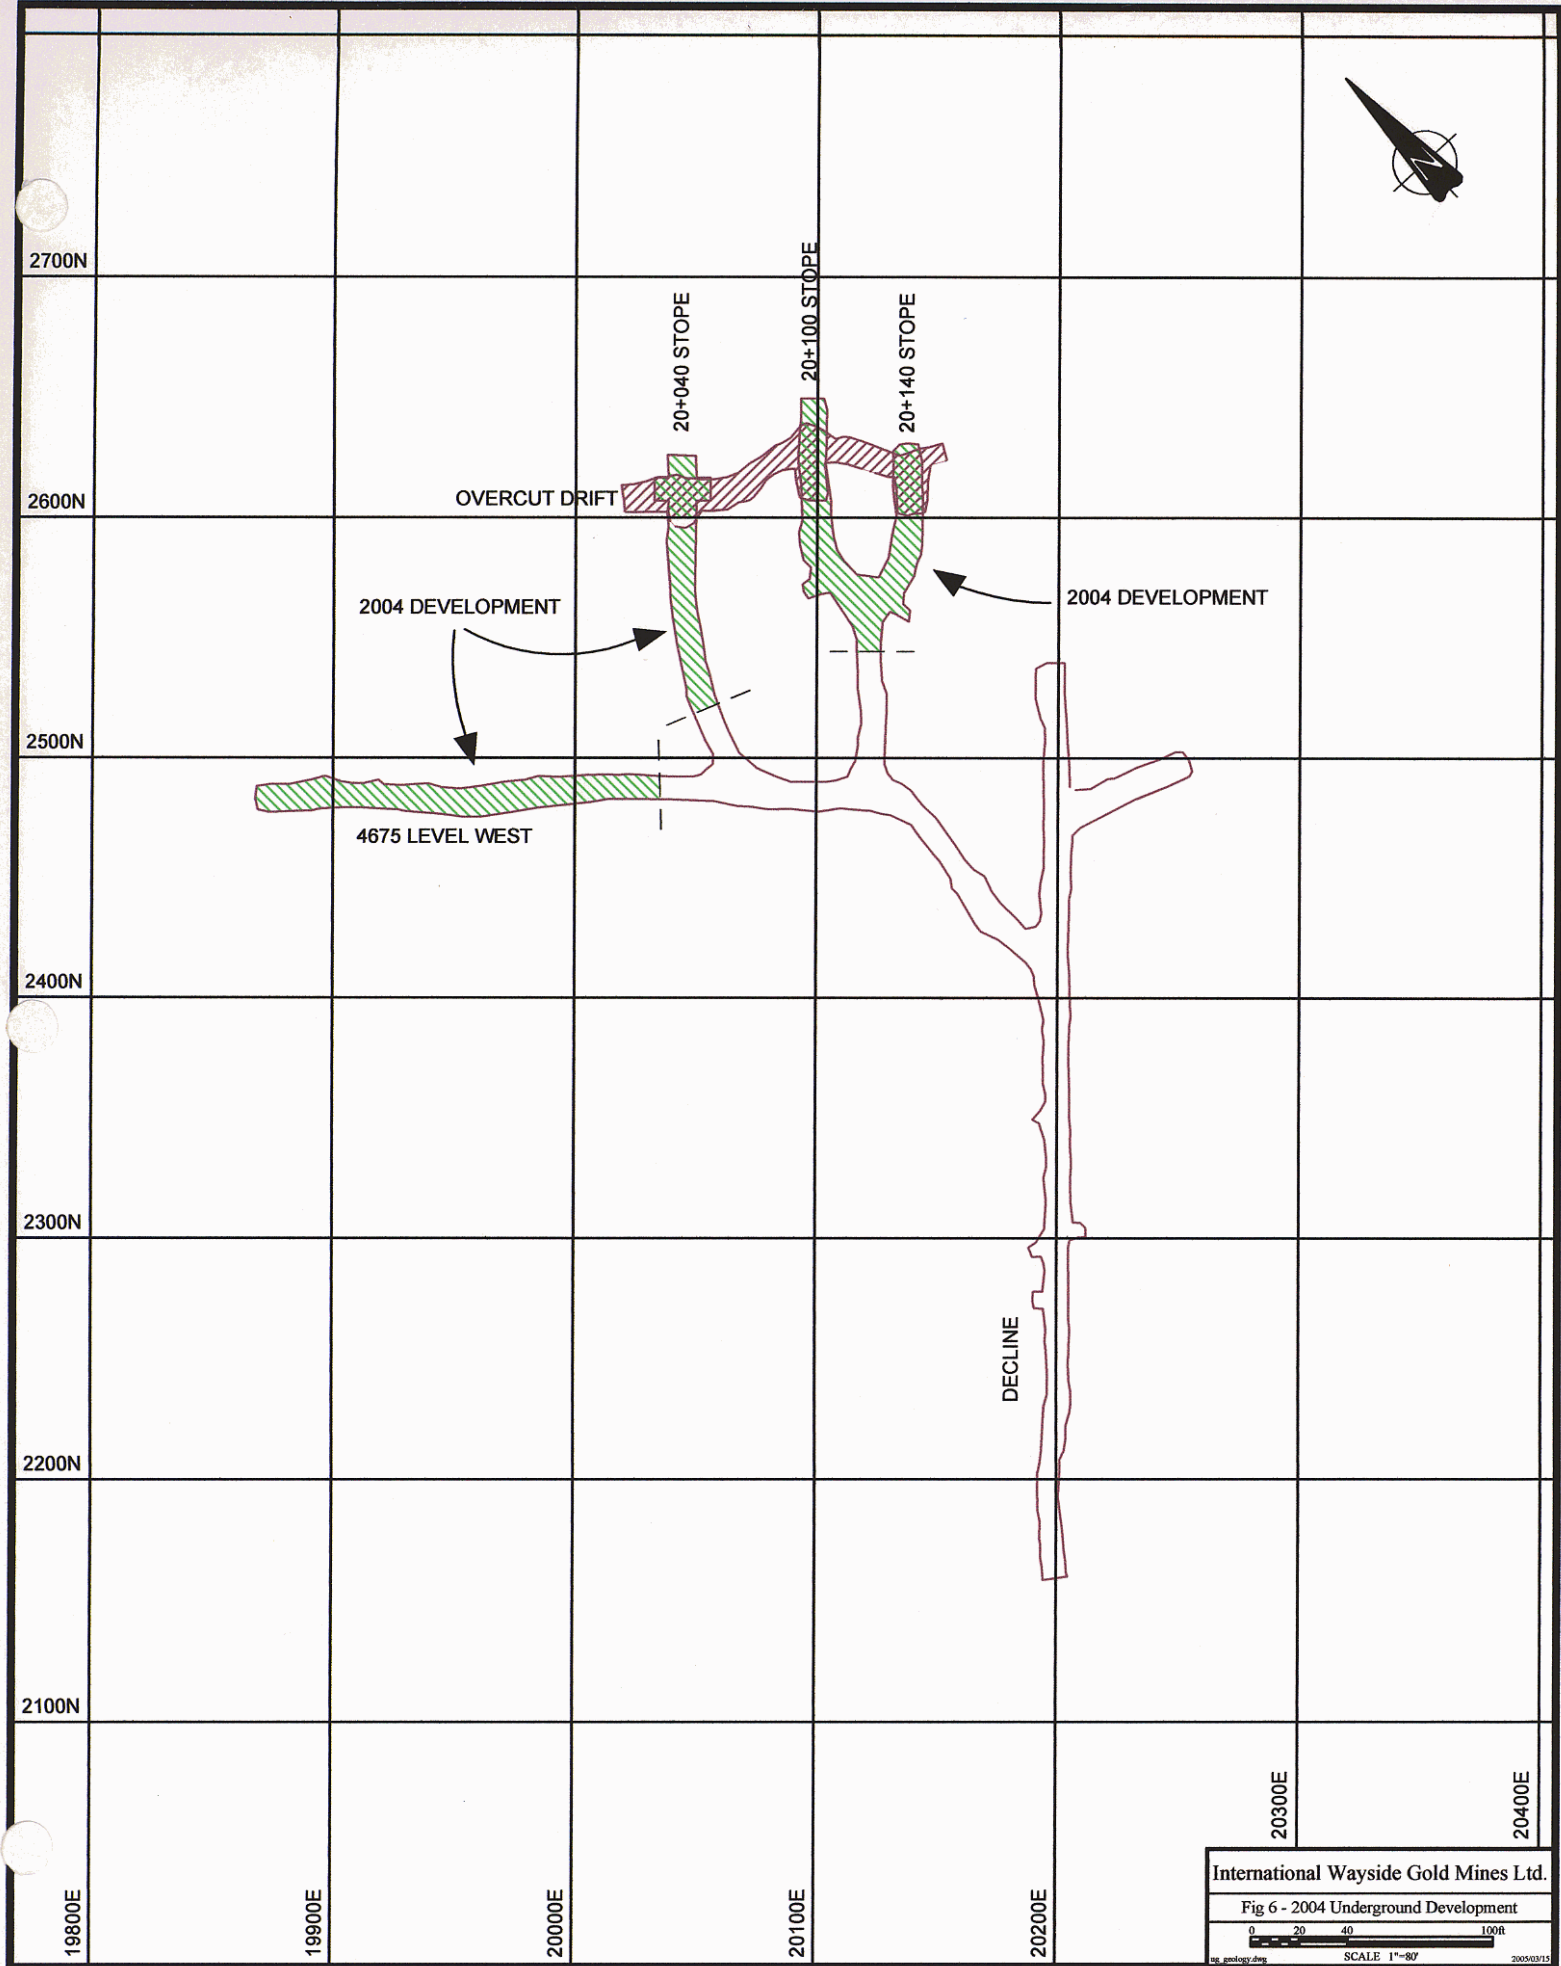 2700N
20+040 STOPE
20+100 STOPE
20+140 STOPE
OVERCUT DRIFT
2600N
2004 DEVELOPMENT
2004 DEVELOPMENT
2500N
4675 LEVEL WEST
2400N
2300N
DECLINE
2200N
2100N
19800E
19900E
20000E
20100E
20200E
20300E
20400E
N
International Wayside Gold Mines Ltd.
Fig 6 - 2004 Underground Development
0 20 40 100ft
SCALE 1"=80'
ug_geology.dwg
2005/03/15